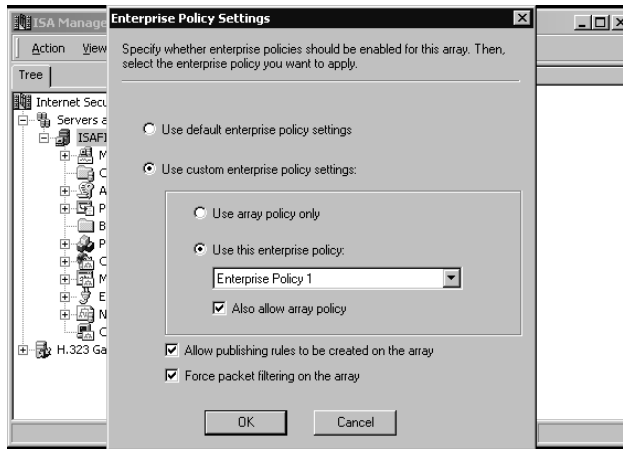 ISA Manage
Enterprise Policy Settings
Action View
Specify whether enterprise policies should be enabled for this array. Then,
select the enterprise policy you want to apply.
Tree
Internet Secu
Servers a
ISAFI
M
C
A
P
B
P
C
M
E
N
C
H.323 Ga
Use default enterprise policy settings
Use custom enterprise policy settings:
Use array policy only
Use this enterprise policy:
Enterprise Policy 1
Also allow array policy
Allow publishing rules to be created on the array
Force packet filtering on the array
OK
Cancel